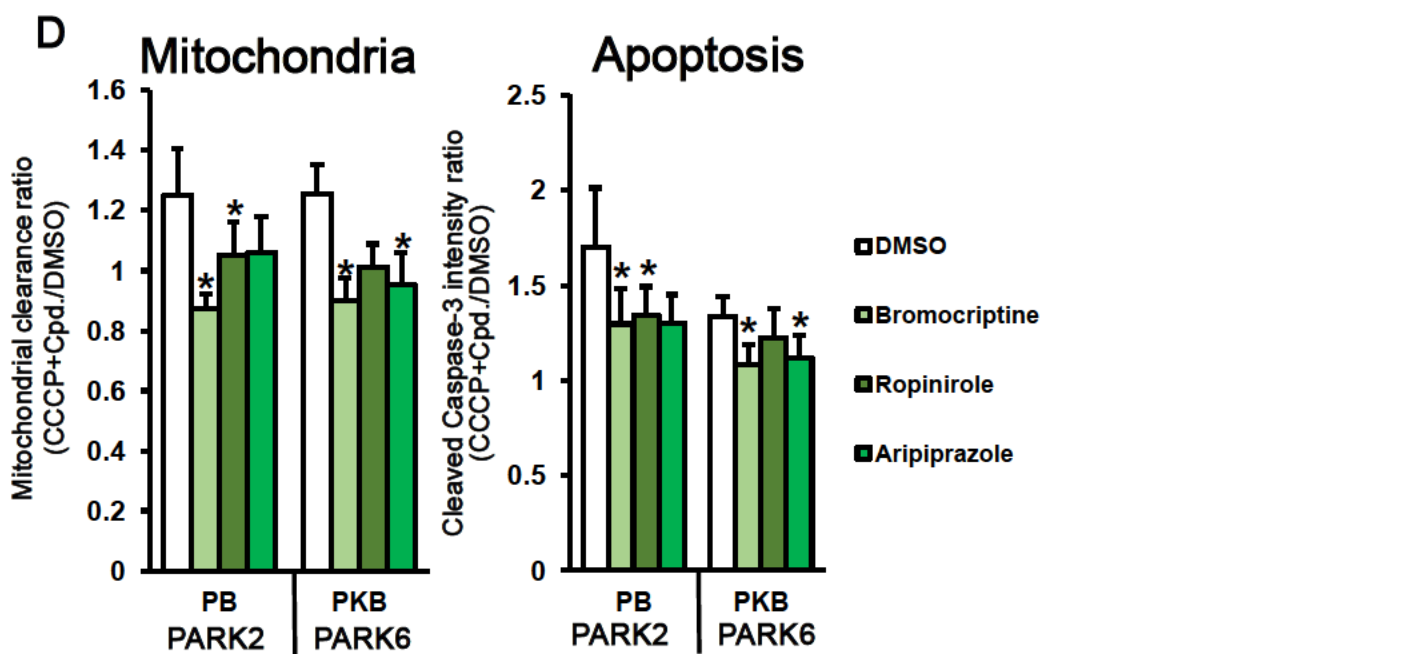 D
Mitochondria
Mitochondrial clearance ratio
(CCCP+Cpd./DMSO)
1.6
1.4
1.2
1
0.8
0.6
0.4
0.2
0
*
*
*
*
PB
PKB
PARK2
PARK6
Apoptosis
Cleaved Caspase-3 intensity ratio
(CCCP+Cpd./DMSO)
2.5
2
1.5
1
0.5
0
*
*
*
*
PB
PKB
PARK2
PARK6
DMSO
Bromocriptine
Ropinirole
Aripiprazole